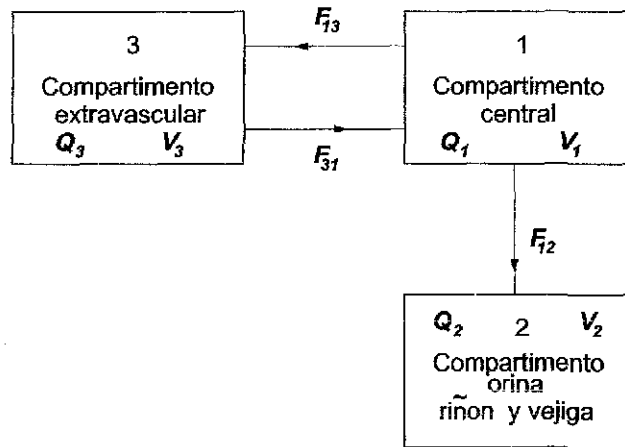 F13
3
Compartimento
extravascular
Q3 V3
F31
1
Compartimento
central
Q1 V1
F12
Q2 2 V2
Compartimento
orina
riñon y vejiga